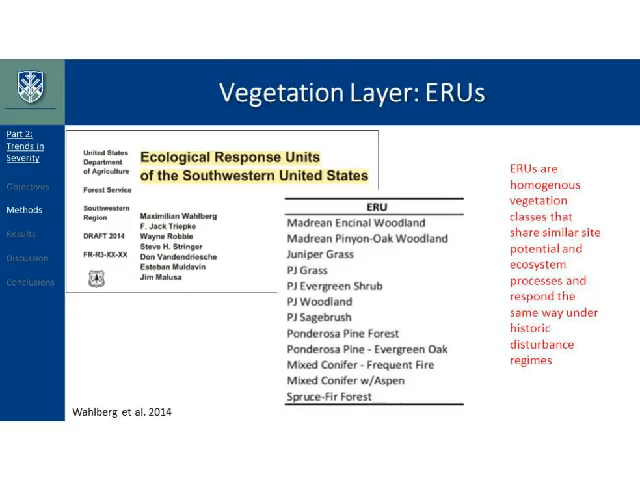 Vegetation Layer: ERUs
Part 2:
Trends in
Severity
Objectives
Methods
Results
Discussion
Conclusions
United States
Department
of Agriculture
Forest Service
Southwestern
Region
DRAFT 2014
FR-R3-XX-XX
Ecological Response Units
of the Southwestern United States
Maximilian Wahlberg
F. Jack Triepke
Wayne Robbie
Steve H. Stringer
Don Vandendriesche
Esteban Muldavin
Jim Malusa
ERU
Madrean Encinal Woodland
Madrean Pinyon-Oak Woodland
Juniper Grass
PJ Grass
PJ Evergreen Shrub
PJ Woodland
PJ Sagebrush
Ponderosa Pine Forest
Ponderosa Pine - Evergreen Oak
Mixed Conifer - Frequent Fire
Mixed Conifer w/Aspen
Spruce-Fir Forest
ERUs are
homogenous
vegetation
classes that
share similar site
potential and
ecosystem
processes and
respond the
same way under
historic
disturbance
regimes
Wahlberg et al. 2014